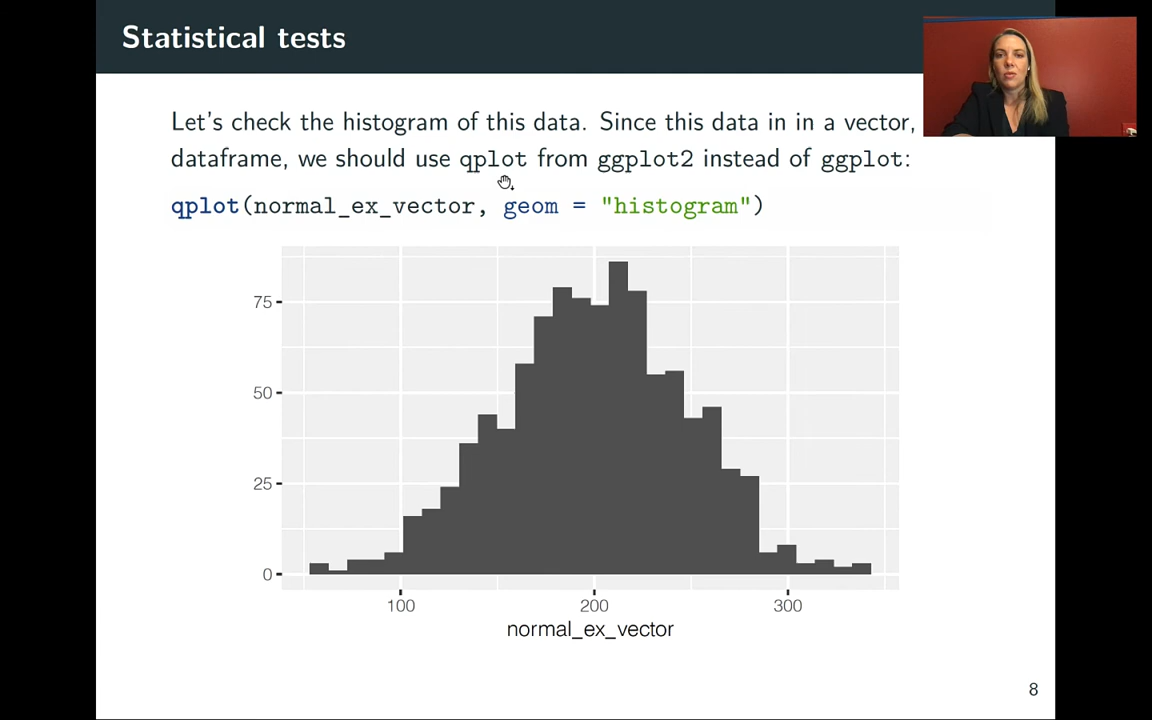 Statistical tests
Let's check the histogram of this data. Since this data in in a vector,
dataframe, we should use qplot from ggplot2 instead of ggplot:
qplot(normal_ex_vector, geom = "histogram")
75
50
25
0
100 200 300
normal_ex_vector
8